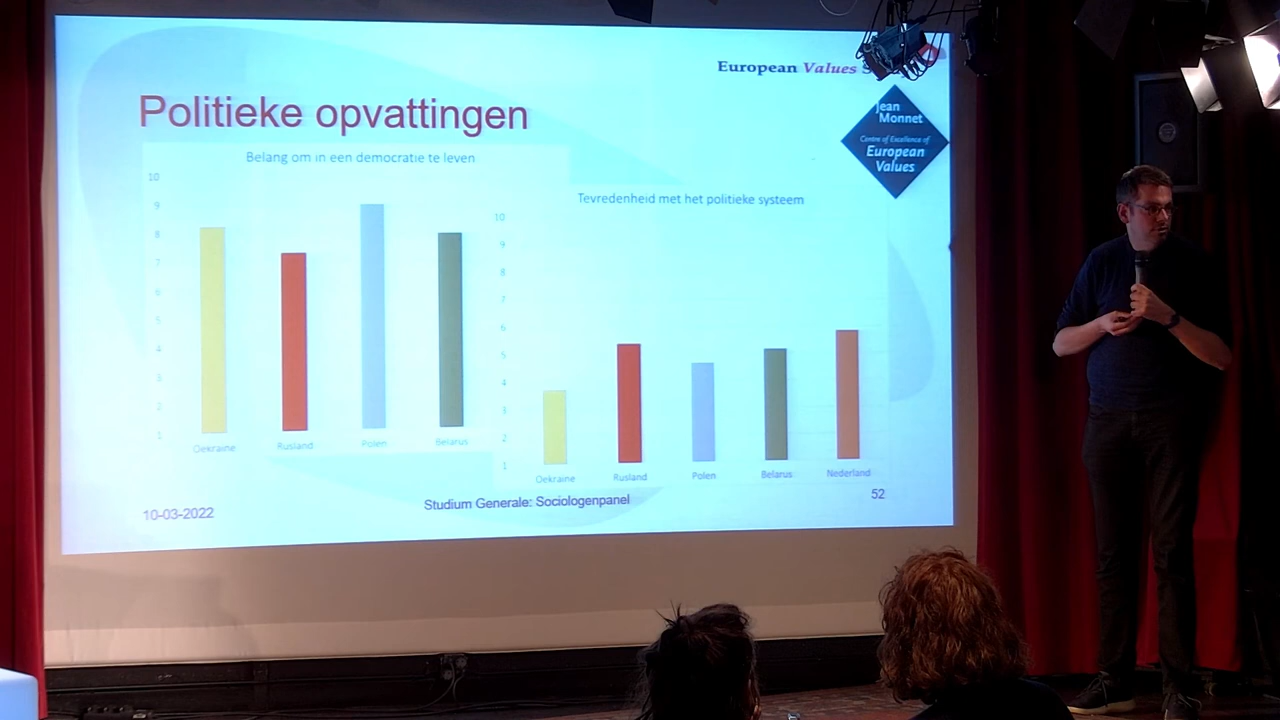 European Values S
Jean
Monnet
Centre of Excellence of
European
Values
Politieke opvattingen
Belang om in een democratie te leven
10
9
8
7
6
5
4
3
2
1
Oekraine
Rusland
Polen
Belarus
Tevredenheid met het politieke systeem
10
9
8
7
6
5
4
3
2
1
Oekraine
Rusland
Polen
Belarus
Nederland
10-03-2022
Studium Generale: Sociologenpanel
52